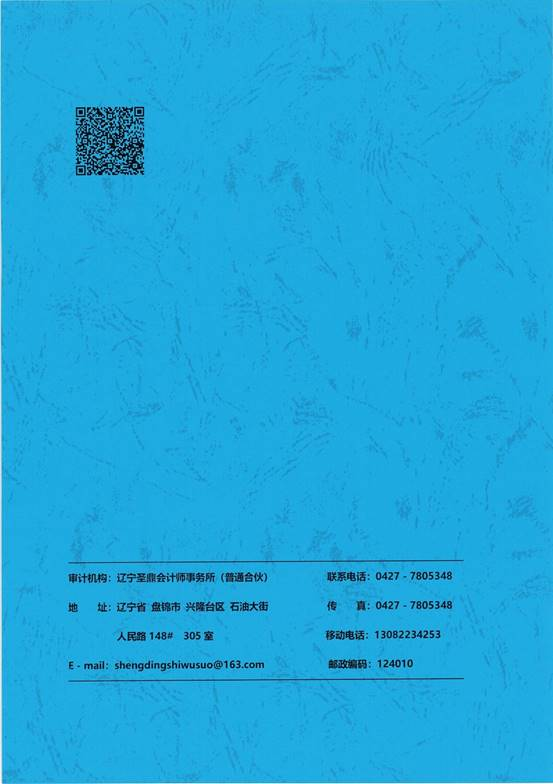 审计机构：辽宁圣鼎会计师事务所（普通合伙） 联系电话：0427 - 7805348
地 址：辽宁省 盘锦市 兴隆台区 石油大街 传 真：0427 - 7805348
人民路 148# 305 室 移动电话：13082234253
E - mail：shengdingshiwusuo@163.com 邮政编码：124010